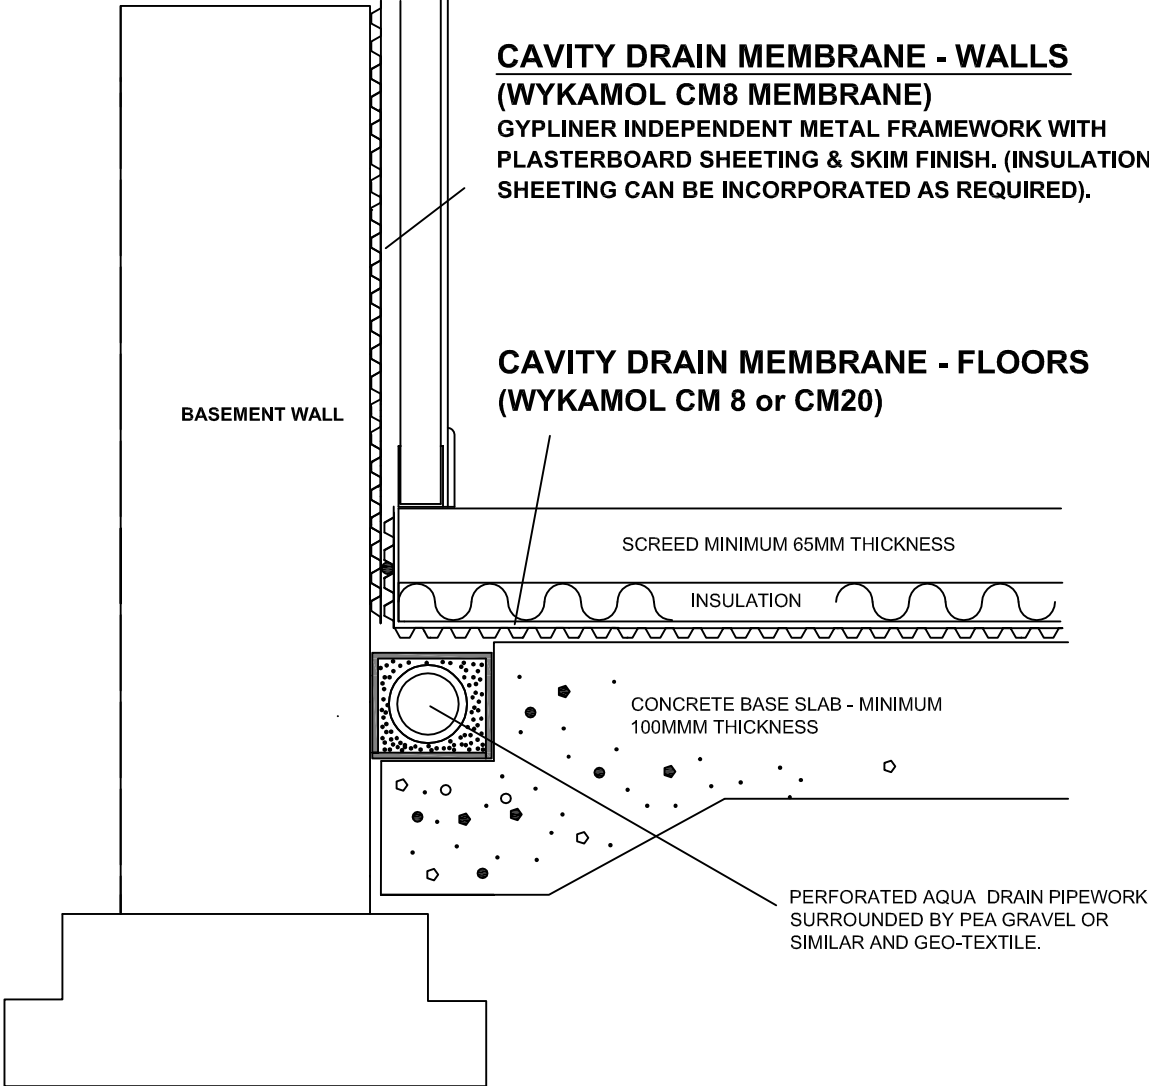 CAVITY DRAIN MEMBRANE - WALLS
(WYKAMOL CM8 MEMBRANE)
GYPLINER INDEPENDENT METAL FRAMEWORK WITH
PLASTERBOARD SHEETING & SKIM FINISH. (INSULATION
SHEETING CAN BE INCORPORATED AS REQUIRED).
CAVITY DRAIN MEMBRANE - FLOORS
(WYKAMOL CM 8 or CM20)
BASEMENT WALL
SCREED MINIMUM 65MM THICKNESS
INSULATION
CONCRETE BASE SLAB - MINIMUM
100MMM THICKNESS
PERFORATED AQUA DRAIN PIPEWORK
SURROUNDED BY PEA GRAVEL OR
SIMILAR AND GEO-TEXTILE.